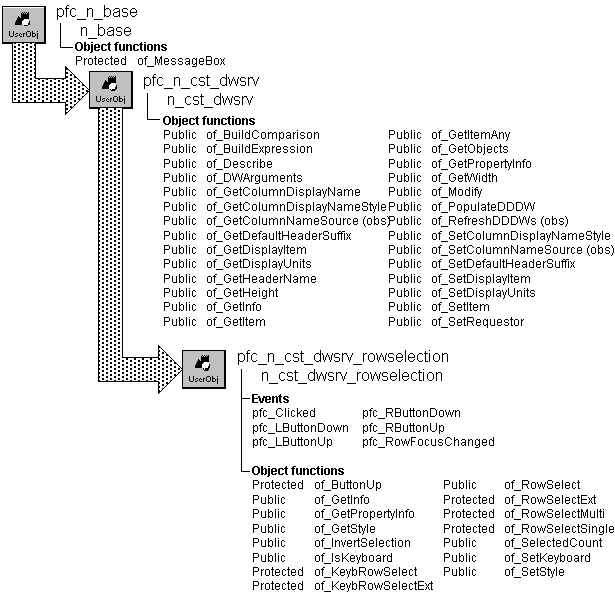 pfc_n_base
n_base
UserObj
Object functions
Protected of_MessageBox
pfc_n_cst_dwsrv
n_cst_dwsrv
UserObj
Object functions
Public of_BuildComparison Public of_GetItemAny
Public of_BuildExpression Public of_GetObjects
Public of_Describe Public of_GetPropertyInfo
Public of_DWArguments Public of_GetWidth
Public of_GetColumnDisplayName Public of_Modify
Public of_GetColumnDisplayNameStyle Public of_PopulateDDDW
Public of_GetColumnNameSource (obs) Public of_RefreshDDDWs (obs)
Public of_GetDefaultHeaderSuffix Public of_SetColumnDisplayNameStyle
Public of_GetDisplayItem Public of_SetColumnNameSource (obs)
Public of_GetDisplayUnits Public of_SetDefaultHeaderSuffix
Public of_GetHeaderName Public of_SetDisplayItem
Public of_GetHeight Public of_SetDisplayUnits
Public of_GetInfo Public of_SetItem
Public of_GetItem Public of_SetRequestor
pfc_n_cst_dwsrv_rowselection
n_cst_dwsrv_rowselection
UserObj
Events
pfc_Clicked pfc_RButtonDown
pfc_LButtonDown pfc_RButtonUp
pfc_LButtonUp pfc_RowFocusChanged
Object functions
Protected of_ButtonUp Public of_RowSelect
Public of_GetInfo Protected of_RowSelectExt
Public of_GetPropertyInfo Protected of_RowSelectMulti
Public of_GetStyle Protected of_RowSelectSingle
Public of_InvertSelection Public of_SelectedCount
Public of_IsKeyboard Public of_SetKeyboard
Protected of_KeybRowSelect Public of_SetStyle
Protected of_KeybRowSelectExt